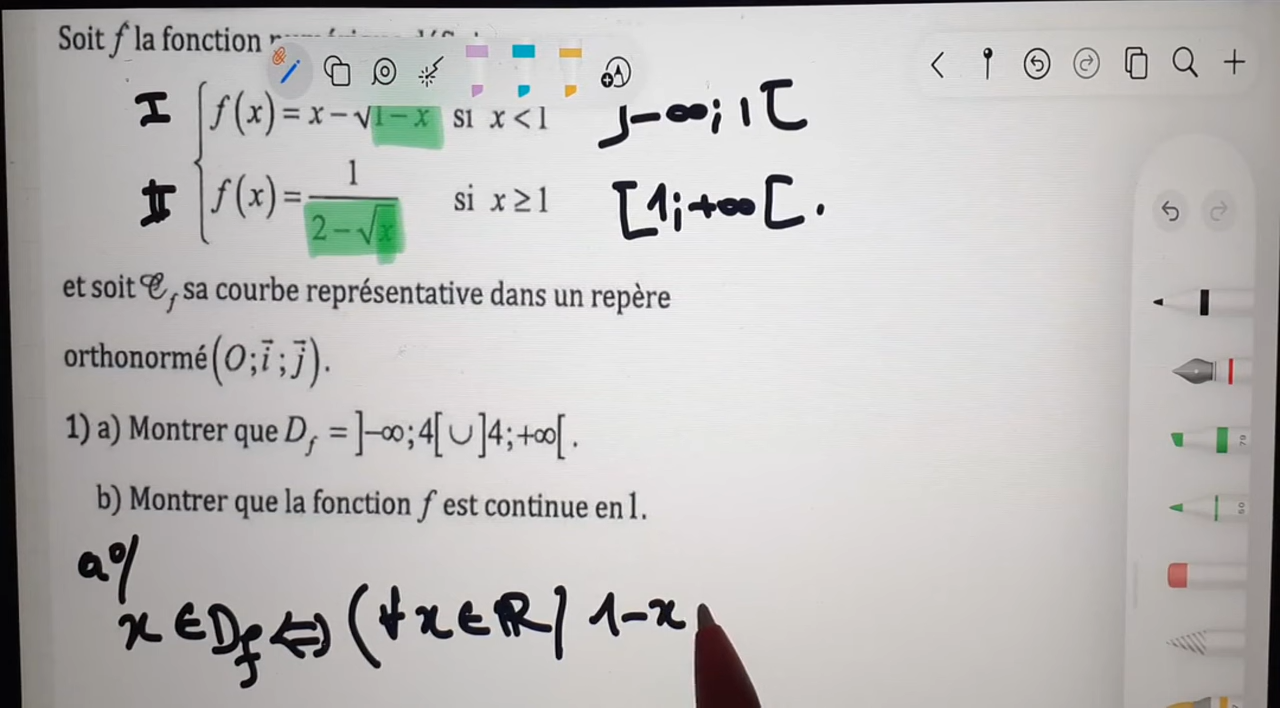 Soit f la fonction
I { f(x) = x − √1 − x si x < 1 ]−∞; 1[
II { f(x) = 1 / (2 − √x) si x ≥ 1 [1; +∞[.
et soit 𝒞f sa courbe représentative dans un repère
orthonormé (O; i⃗; j⃗).
1) a) Montrer que Df = ]−∞; 4[ ∪ ]4; +∞[.
b) Montrer que la fonction f est continue en 1.
a°/
x ∈ Df ⇔ (∀x ∈ ℝ) 1 − x